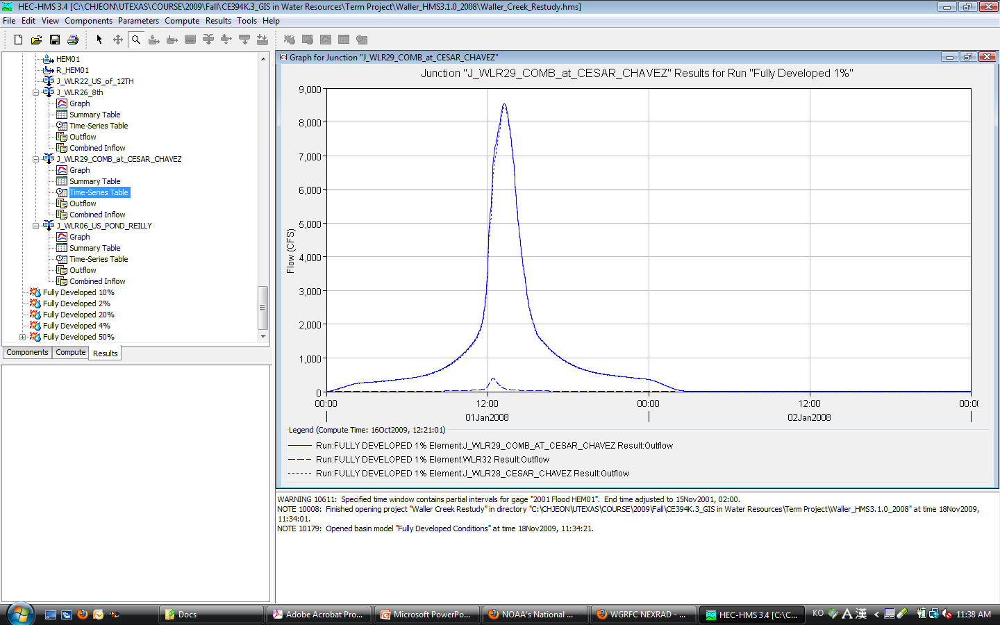 HEC-HMS 3.4 [C:\CHJEON\UTEXAS\COURSE\2009\Fall\CE394K.3_GIS in Water Resources\Term Project\Waller_HMS3.1.0_2008\Waller_Creek_Restudy.hms]
File Edit View Components Parameters Compute Results Tools Help
HEM01
R_HEM01
J_WLR22_US_of_12TH
J_WLR26_8th
Graph
Summary Table
Time-Series Table
Outflow
Combined Inflow
J_WLR29_COMB_at_CESAR_CHAVEZ
Graph
Summary Table
Time-Series Table
Outflow
Combined Inflow
J_WLR06_US_POND_REILLY
Graph
Summary Table
Time-Series Table
Outflow
Combined Inflow
Fully Developed 10%
Fully Developed 2%
Fully Developed 20%
Fully Developed 4%
Fully Developed 50%
Components Compute Results
Graph for Junction "J_WLR29_COMB_at_CESAR_CHAVEZ"
Junction "J_WLR29_COMB_at_CESAR_CHAVEZ" Results for Run "Fully Developed 1%"
9,000
8,000
7,000
6,000
5,000
4,000
3,000
2,000
1,000
0
Flow (CFS)
00:00 12:00 00:00 12:00 00:0
01Jan2008 02Jan2008
Legend (Compute Time: 16Oct2009, 12:21:01)
Run:FULLY DEVELOPED 1% Element:J_WLR29_COMB_AT_CESAR_CHAVEZ Result:Outflow
Run:FULLY DEVELOPED 1% Element:WLR32 Result:Outflow
Run:FULLY DEVELOPED 1% Element:J_WLR28_CESAR_CHAVEZ Result:Outflow
WARNING 10611: Specified time window contains partial intervals for gage "2001 Flood HEM01". End time adjusted to 15Nov2001, 02:00.
NOTE 10008: Finished opening project "Waller Creek Restudy" in directory "C:\CHJEON\UTEXAS\COURSE\2009\Fall\CE394K.3_GIS in Water Resources\Term Project\Waller_HMS3.1.0_2008" at time 18Nov2009,
11:34:01.
NOTE 10179: Opened basin model "Fully Developed Conditions" at time 18Nov2009, 11:34:21.
Docs Adobe Acrobat Pro... Microsoft PowerPo... NOAA's National ... WGRFC NEXRAD - ... HEC-HMS 3.4 [C:\C... KO A 漢 < 11:38 AM